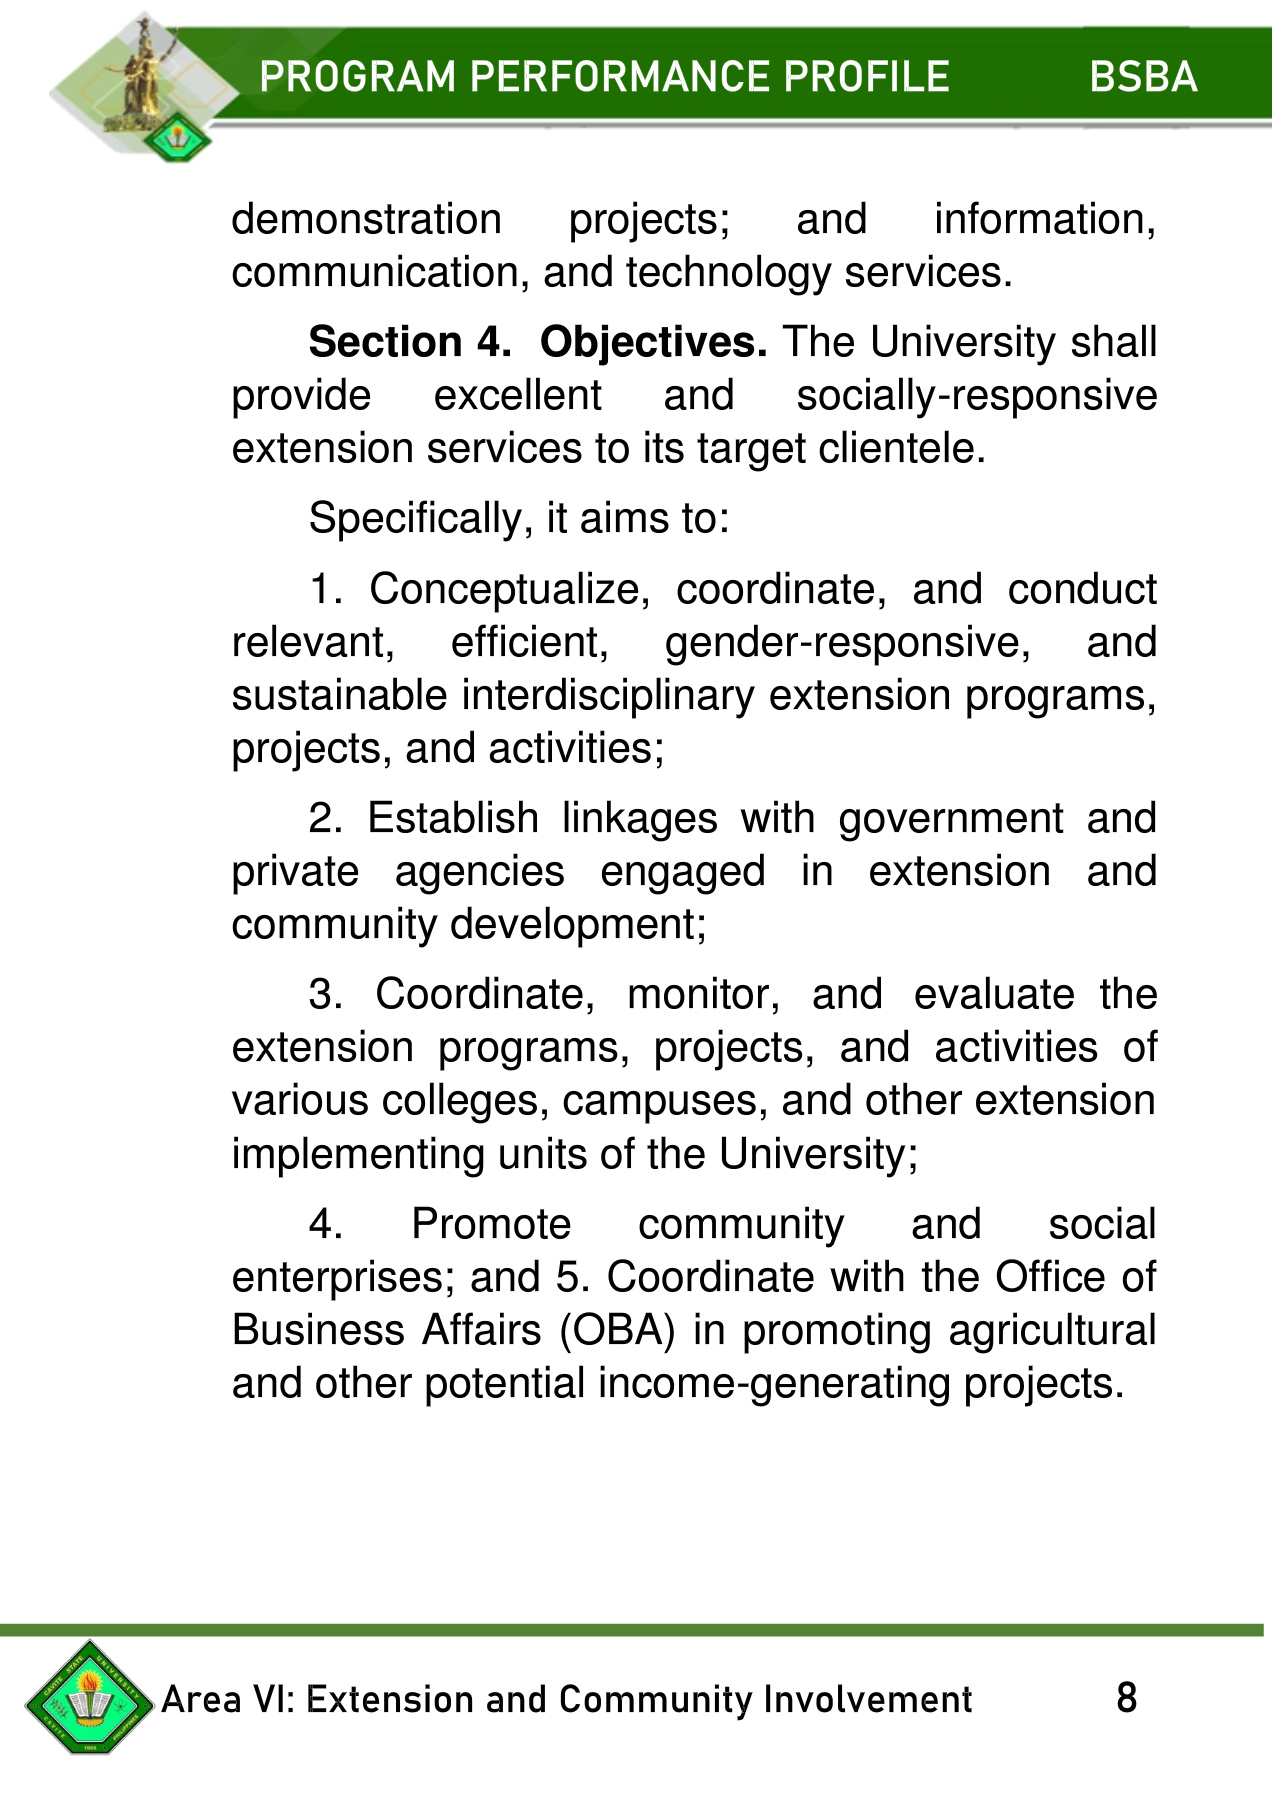 PROGRAM PERFORMANCE PROFILE BSBA
demonstration projects; and information,
communication, and technology services.
Section 4. Objectives. The University shall
provide excellent and socially-responsive
extension services to its target clientele.
Specifically, it aims to:
1. Conceptualize, coordinate, and conduct
relevant, efficient, gender-responsive, and
sustainable interdisciplinary extension programs,
projects, and activities;
2. Establish linkages with government and
private agencies engaged in extension and
community development;
3. Coordinate, monitor, and evaluate the
extension programs, projects, and activities of
various colleges, campuses, and other extension
implementing units of the University;
4. Promote community and social
enterprises; and 5. Coordinate with the Office of
Business Affairs (OBA) in promoting agricultural
and other potential income-generating projects.
CAVITE STATE UNIVERSITY
CAVITE PHILIPPINES
1906
Area VI: Extension and Community Involvement 8